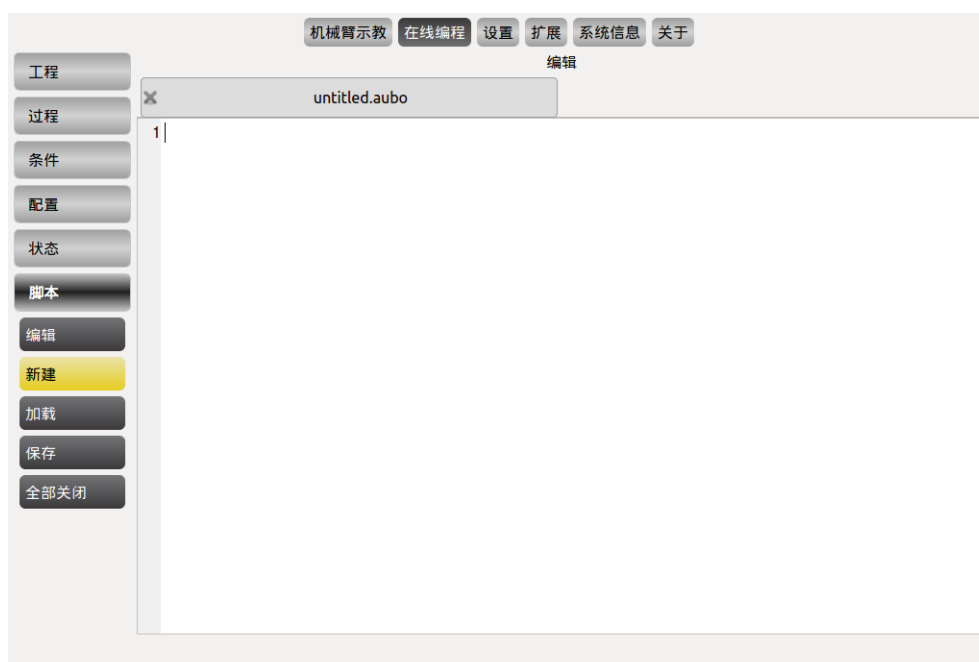 机械臂示教 在线编程 设置 扩展 系统信息 关于
编辑
工程
untitled.aubo
过程
1
条件
配置
状态
脚本
编辑
新建
加载
保存
全部关闭